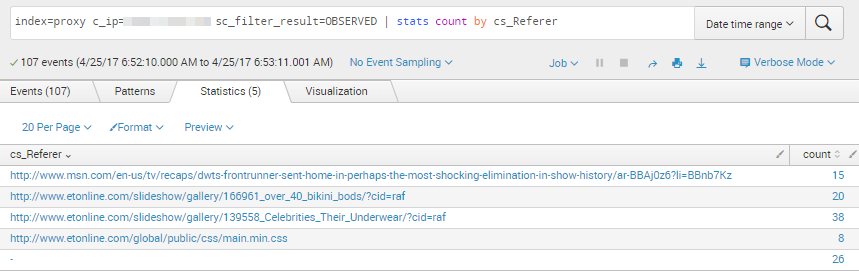 index=proxy c_ip= sc_filter_result=OBSERVED | stats count by cs_Referer
Date time range
✓ 107 events (4/25/17 6:52:10.000 AM to 4/25/17 6:53:11.001 AM)
No Event Sampling
Job
Verbose Mode
Events (107)
Patterns
Statistics (5)
Visualization
20 Per Page
Format
Preview
cs_Referer
count
http://www.msn.com/en-us/tv/recaps/dwts-frontrunner-sent-home-in-perhaps-the-most-shocking-elimination-in-show-history/ar-BBAj0z6?li=BBnb7Kz 15
http://www.etonline.com/slideshow/gallery/166961_over_40_bikini_bods/?cid=raf 20
http://www.etonline.com/slideshow/gallery/139558_Celebrities_Their_Underwear/?cid=raf 38
http://www.etonline.com/global/public/css/main.min.css 8
- 26